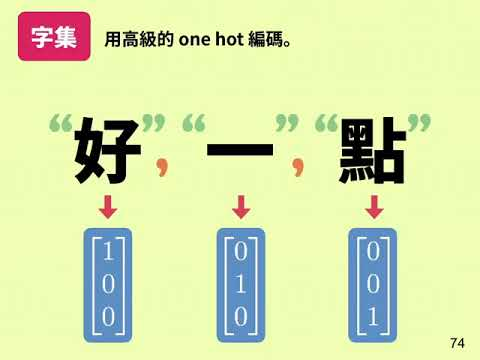 字集
用高級的 one hot 編碼。
“好”, “一”, “點”
1 0 0
0 1 0
0 0 1
74